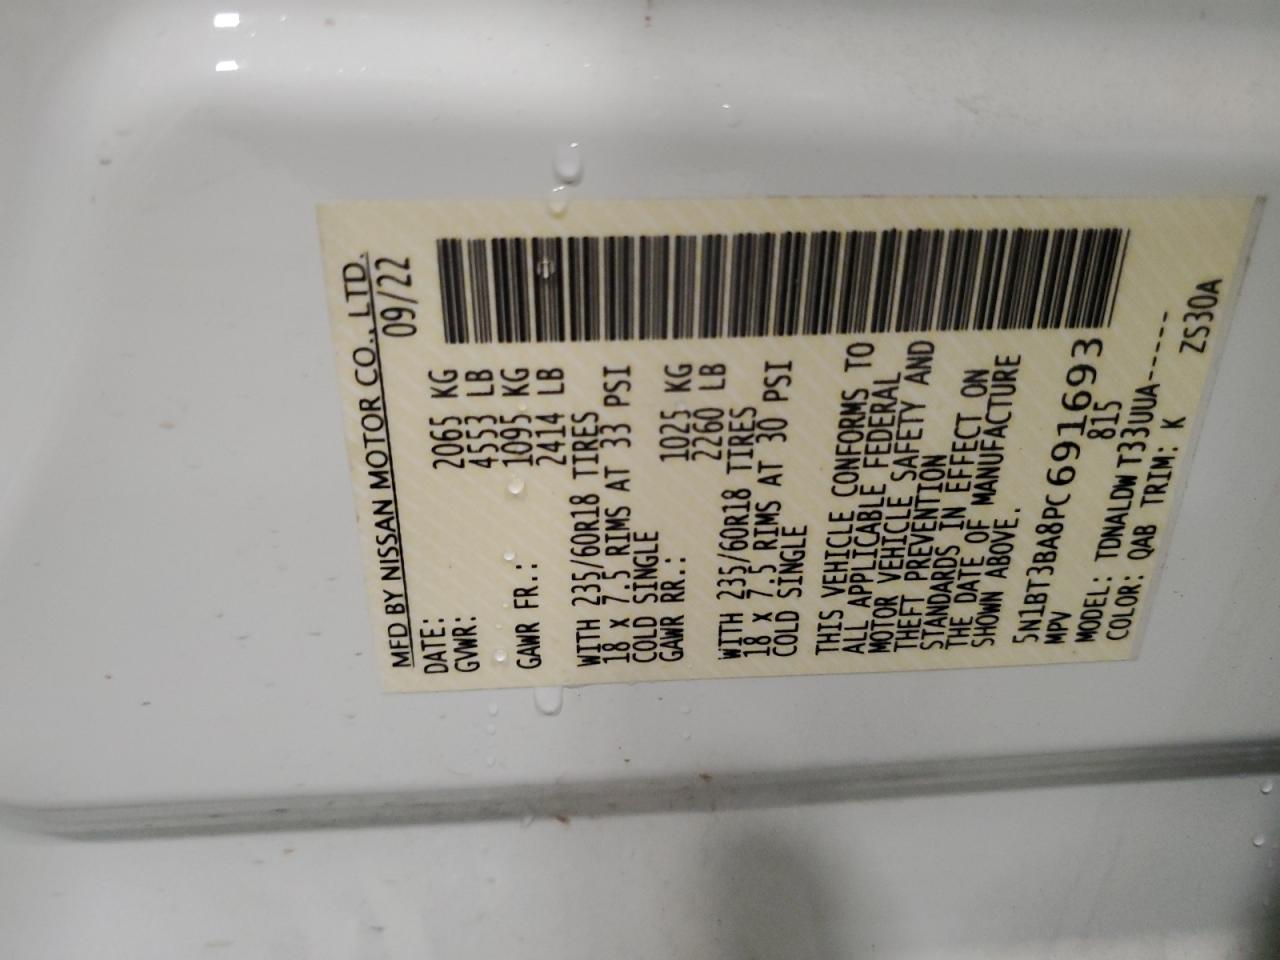 MFD BY NISSAN MOTOR CO., LTD.
DATE: 09/22
GVWR: 2065 KG
4553 LB
GAWR FR.: 1095 KG
2414 LB
WITH 235/60R18 TIRES
18 X 7.5 RIMS AT 33 PSI
COLD SINGLE
GAWR RR.: 1025 KG
2260 LB
WITH 235/60R18 TIRES
18 X 7.5 RIMS AT 30 PSI
COLD SINGLE
THIS VEHICLE CONFORMS TO
ALL APPLICABLE FEDERAL
MOTOR VEHICLE SAFETY AND
THEFT PREVENTION
STANDARDS IN EFFECT ON
THE DATE OF MANUFACTURE
SHOWN ABOVE.
5N1BT3BA8PC691693
MPV 815
MODEL: TDNALDWT33UUA-----
COLOR: QAB TRIM: K ZS30A